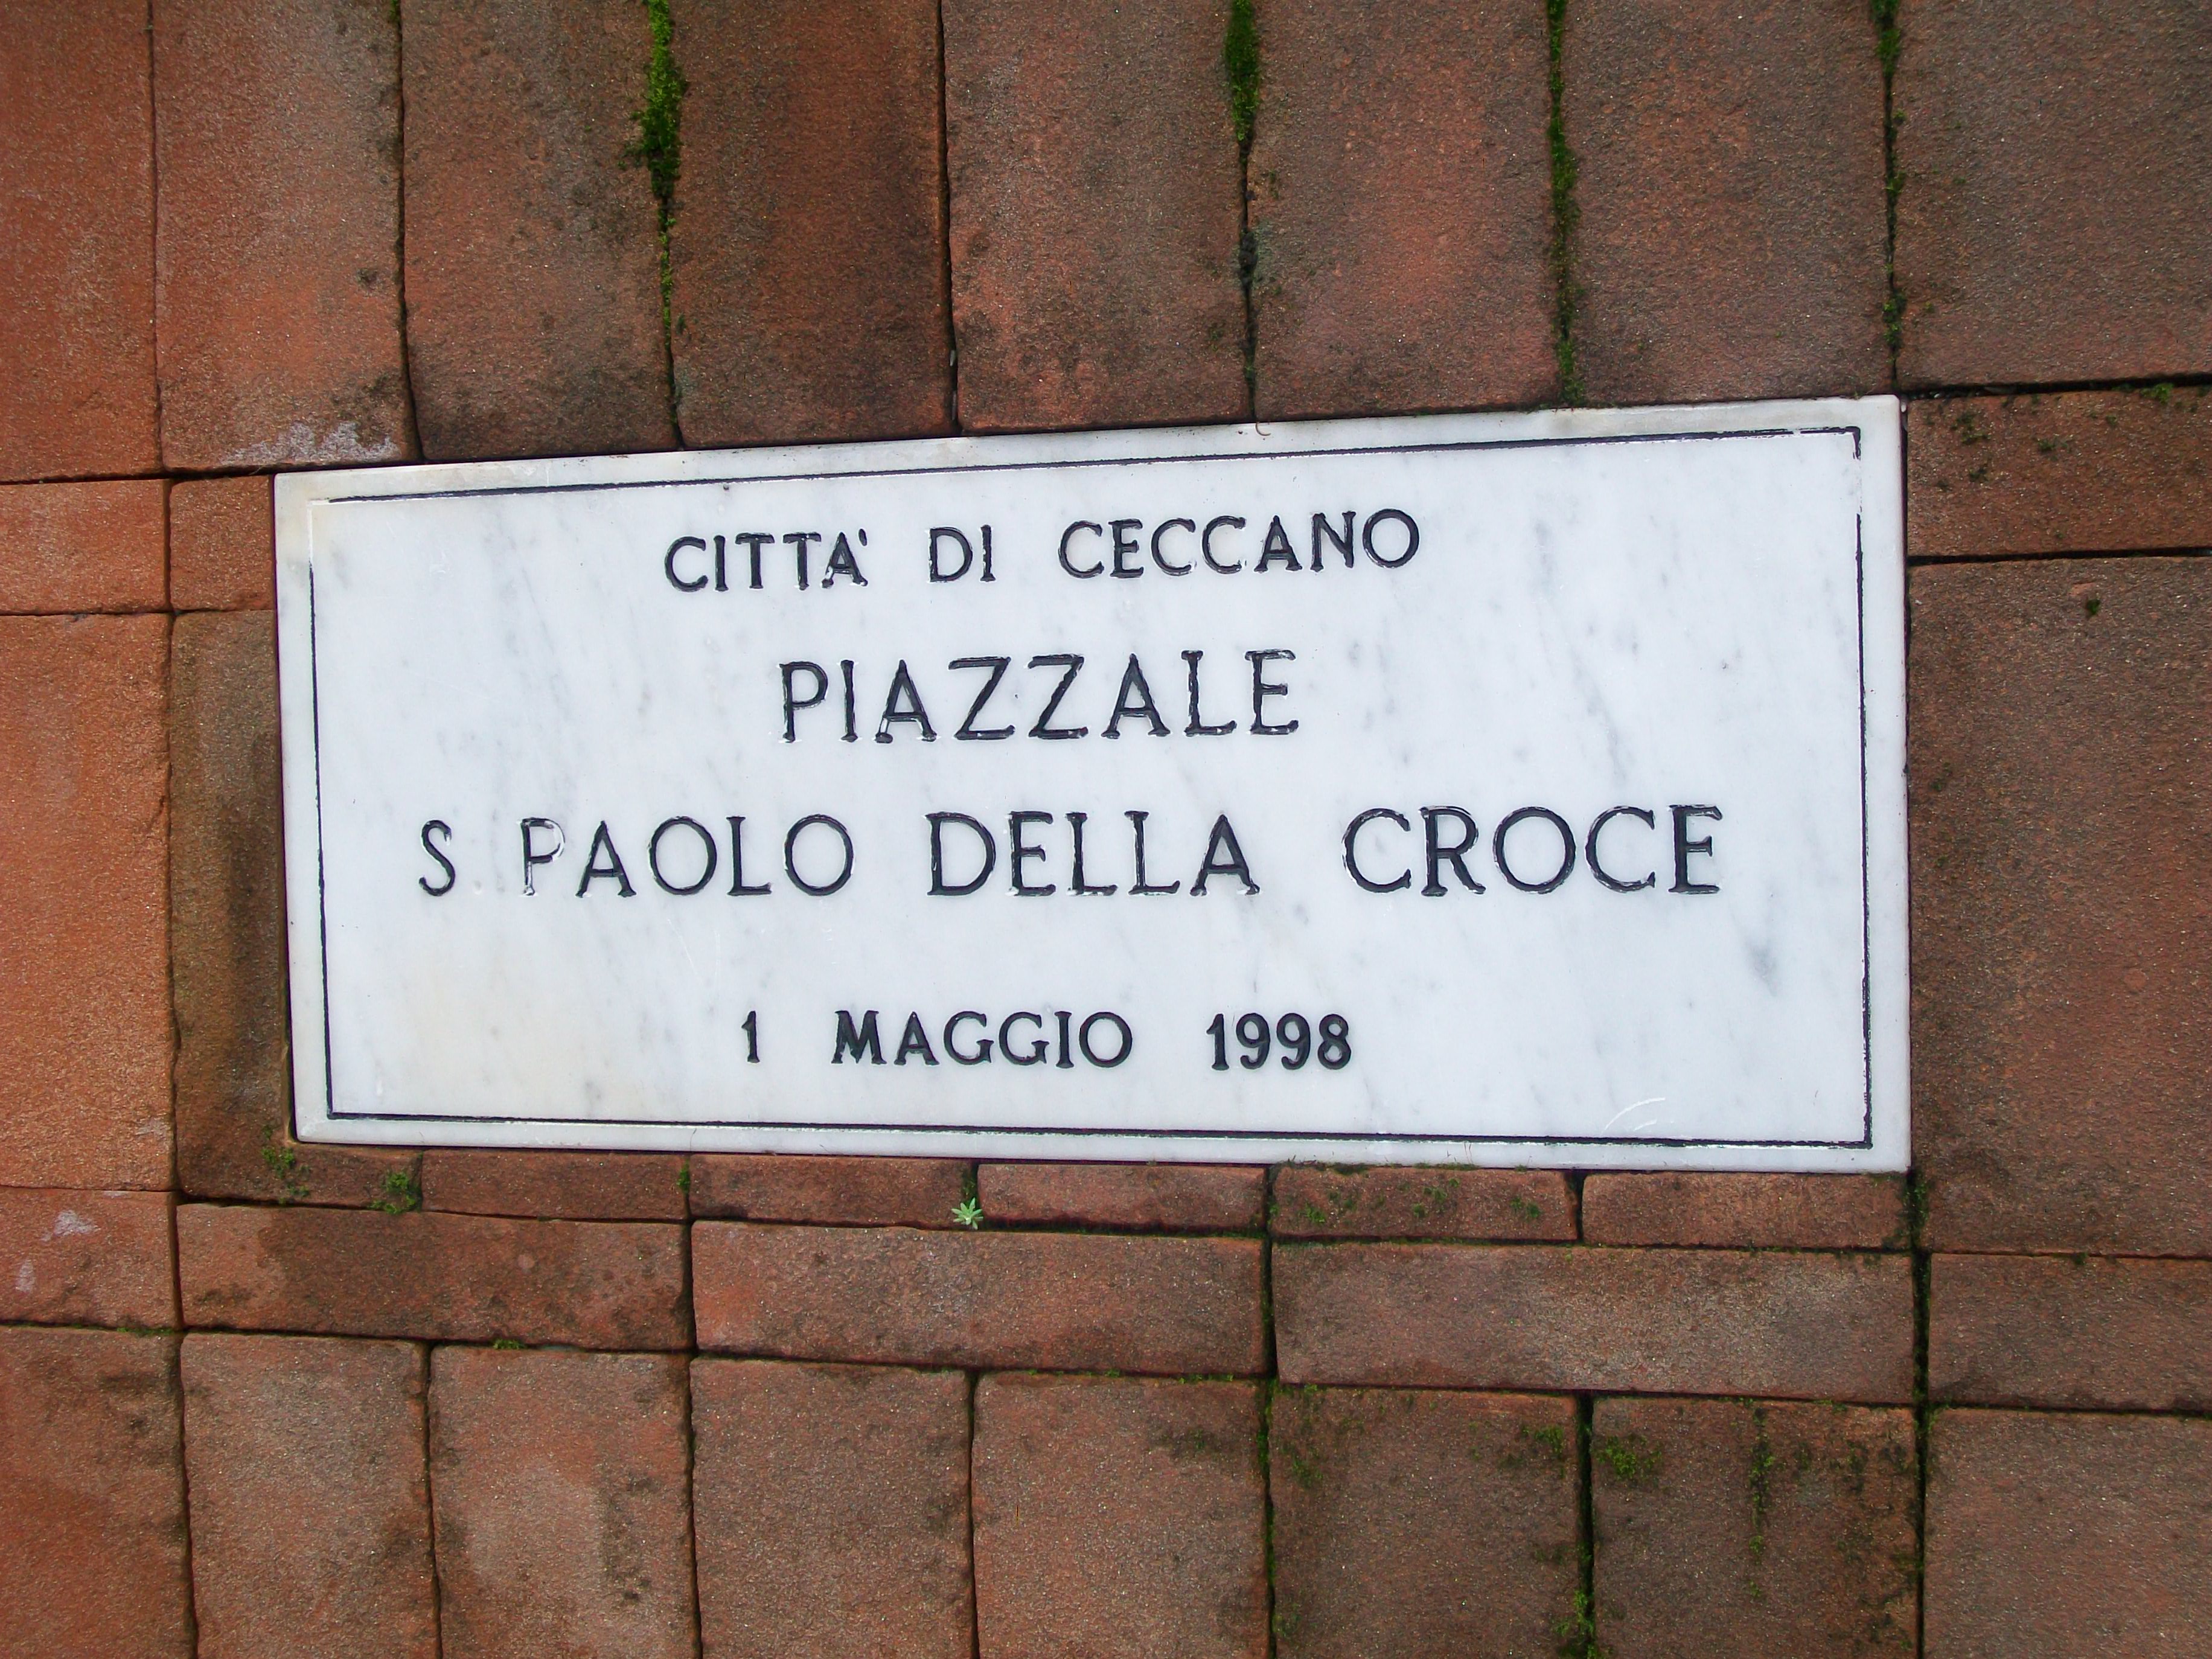 CITTA' DI CECCANO
PIAZZALE
S PAOLO DELLA CROCE
1 MAGGIO 1998